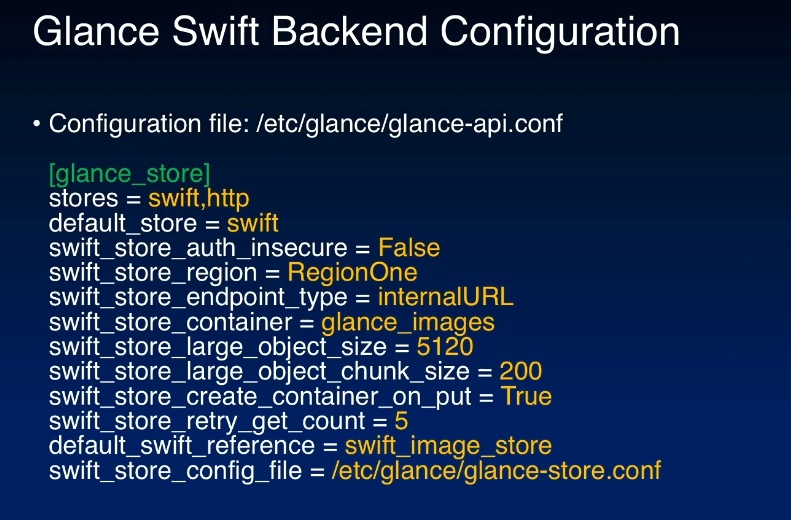 Glance Swift Backend Configuration
• Configuration file: /etc/glance/glance-api.conf
[glance_store]
stores = swift,http
default_store = swift
swift_store_auth_insecure = False
swift_store_region = RegionOne
swift_store_endpoint_type = internalURL
swift_store_container = glance_images
swift_store_large_object_size = 5120
swift_store_large_object_chunk_size = 200
swift_store_create_container_on_put = True
swift_store_retry_get_count = 5
default_swift_reference = swift_image_store
swift_store_config_file = /etc/glance/glance-store.conf